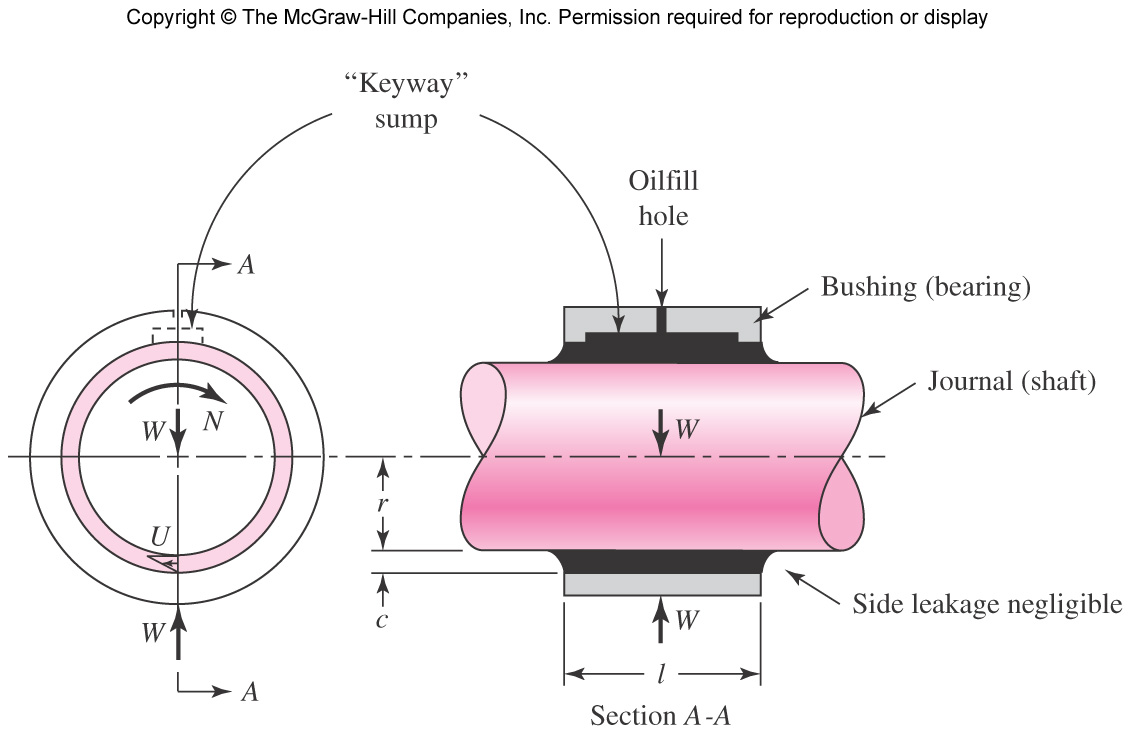 Copyright © The McGraw-Hill Companies, Inc. Permission required for reproduction or display
“Keyway”
sump
Oilfill
hole
A
Bushing (bearing)
Journal (shaft)
N
W
W
r
U
c
Side leakage negligible
W
W
l
A
Section A-A